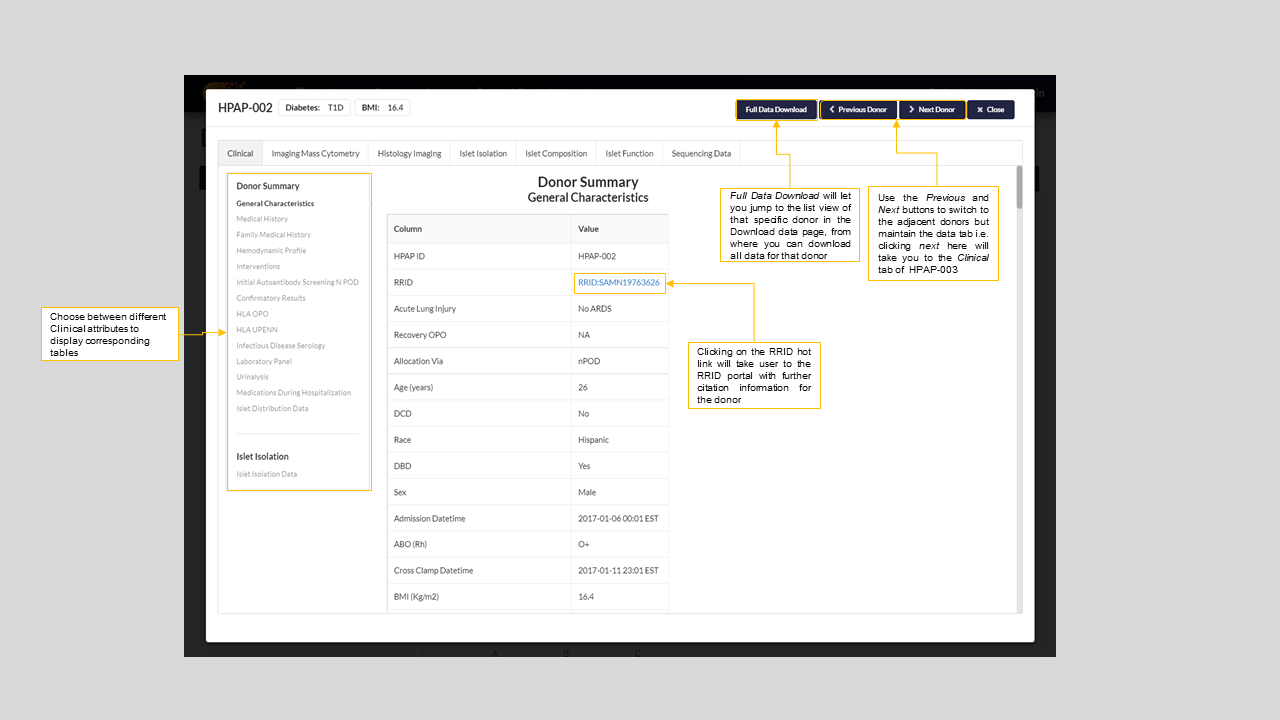 HPAP-002 Diabetes: T1D BMI: 16.4
Full Data Download Previous Donor Next Donor Close
Clinical Imaging Mass Cytometry Histology Imaging Islet Isolation Islet Composition Islet Function Sequencing Data
Donor Summary
General Characteristics
Medical History
Family Medical History
Hemodynamic Profile
Interventions
Initial Autoantibody Screening N POD
Confirmatory Results
HLA OPO
HLA UPENN
Infectious Disease Serology
Laboratory Panel
Urinalysis
Medications During Hospitalization
Islet Distribution Data
Islet Isolation
Islet Isolation Data
Donor Summary
General Characteristics
Column Value
HPAP ID HPAP-002
RRID RRID:SAMN19763626
Acute Lung Injury No ARDS
Recovery OPO NA
Allocation Via nPOD
Age (years) 26
DCD No
Race Hispanic
DBD Yes
Sex Male
Admission Datetime 2017-01-06 00:01 EST
ABO (Rh) O+
Cross Clamp Datetime 2017-01-11 23:01 EST
BMI (Kg/m2) 16.4
Full Data Download will let
you jump to the list view of
that specific donor in the
Download data page, from
where you can download
all data for that donor
Use the Previous and
Next buttons to switch to
the adjacent donors but
maintain the data tab i.e.
clicking next here will
take you to the Clinical
tab of HPAP-003
Choose between different
Clinical attributes to
display corresponding
tables
Clicking on the RRID hot
link will take user to the
RRID portal with further
citation information for
the donor
A B C